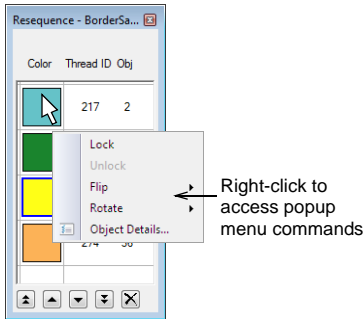 Resequence - BorderSa...
Color Thread ID Obj
217 2
Lock
Unlock
Flip
Rotate
Object Details...
274 56
Right-click to
access popup
menu commands